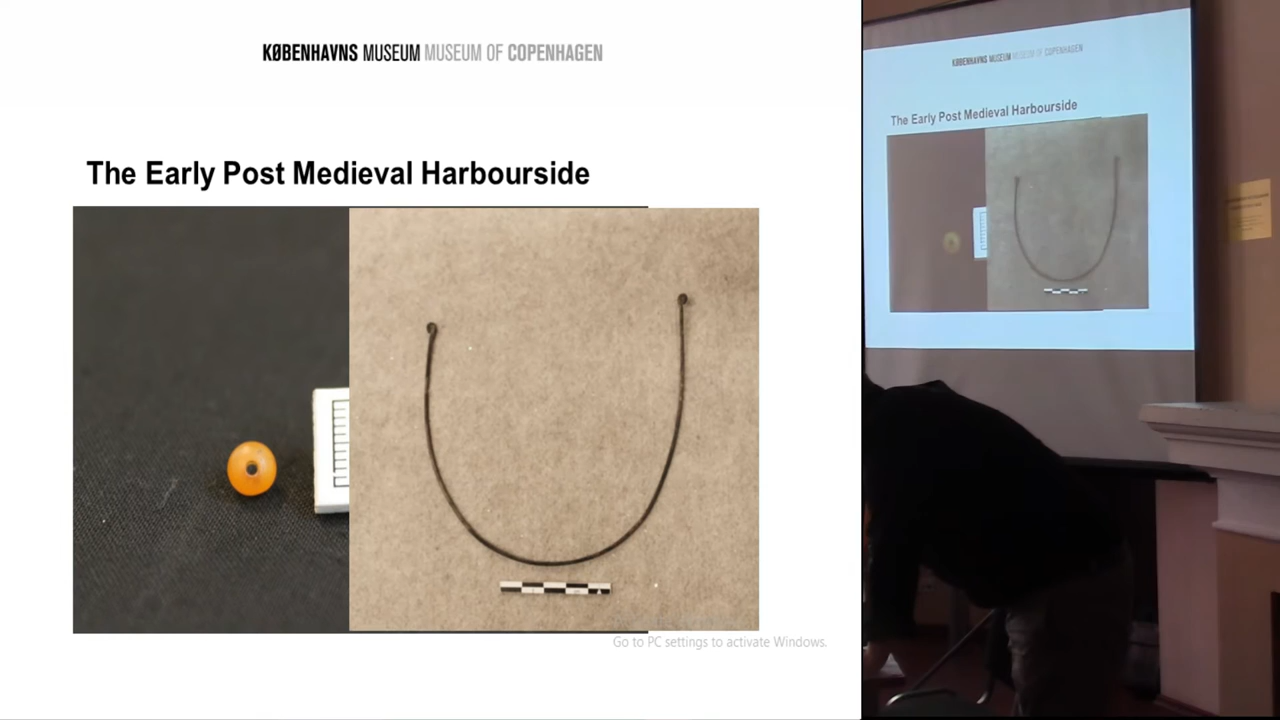 KØBENHAVNS MUSEUM MUSEUM OF COPENHAGEN
The Early Post Medieval Harbourside
Go to PC settings to activate Windows.
KØBENHAVNS MUSEUM MUSEUM OF COPENHAGEN
The Early Post Medieval Harbourside